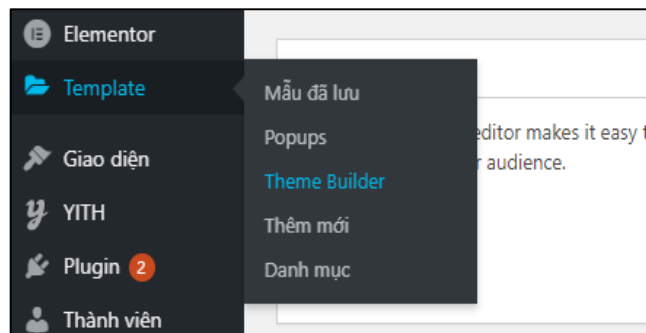 Elementor
Template
Giao diện
YITH
Plugin 2
Thành viên
Mẫu đã lưu
Popups
Theme Builder
Thêm mới
Danh mục
editor makes it easy t
r audience.